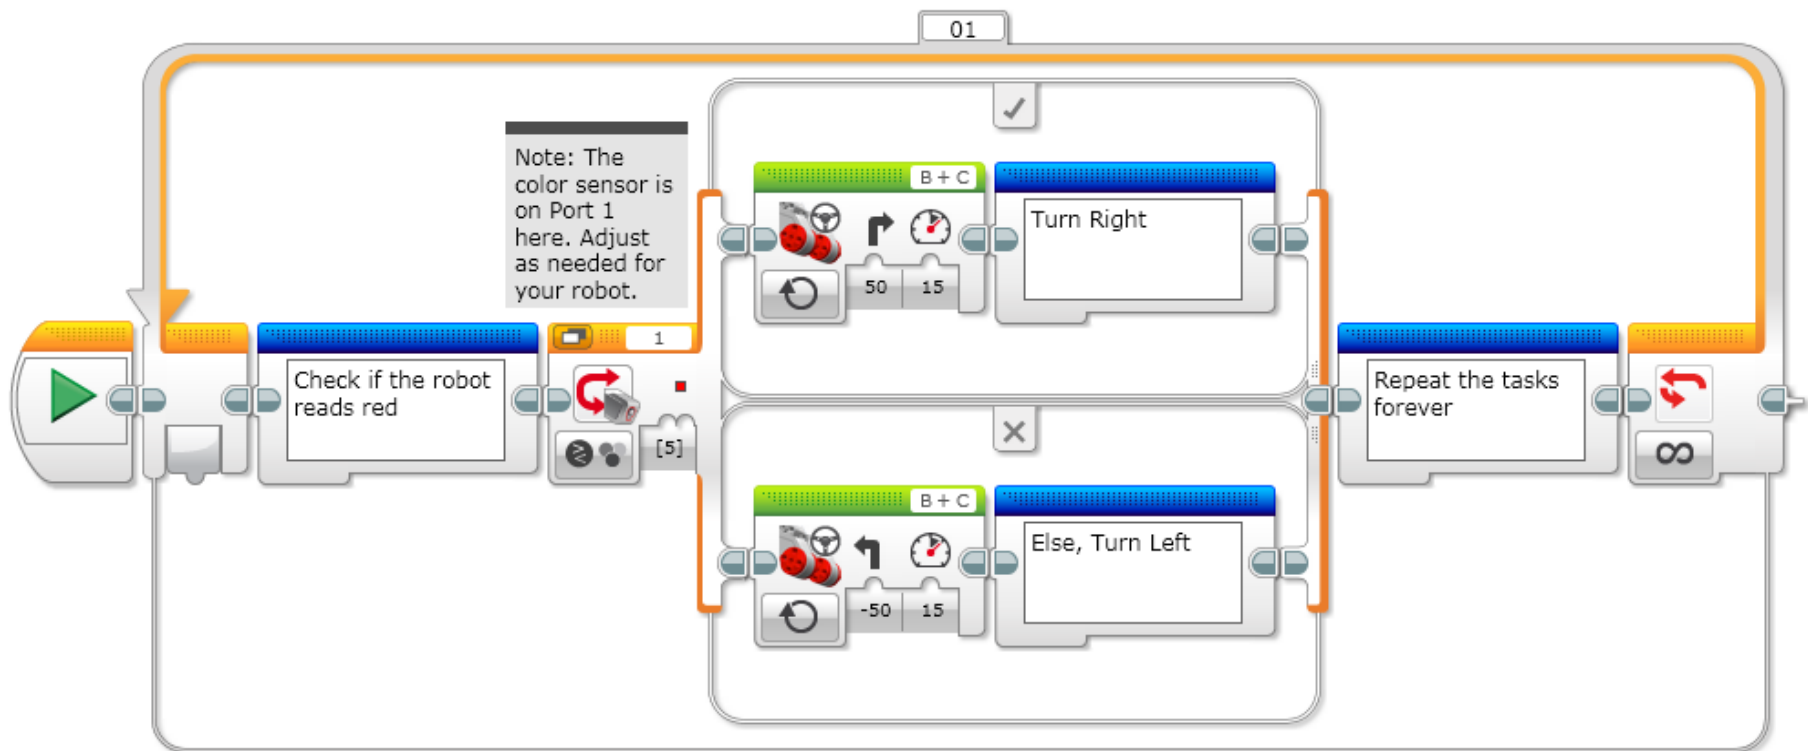 01
Note: The
color sensor is
on Port 1
here. Adjust
as needed for
your robot.
B + C
Turn Right
50 15
1
Check if the robot
reads red
[5]
Repeat the tasks
forever
∞
B + C
Else, Turn Left
-50 15